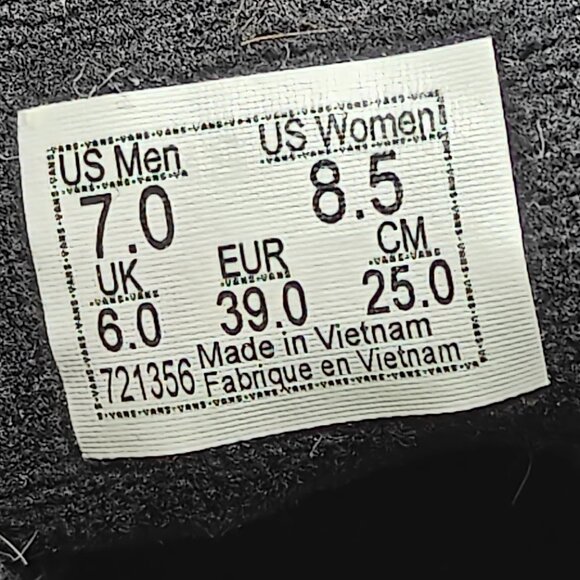 US Men US Women
7.0 8.5
UK EUR CM
6.0 39.0 25.0
721356 Made in Vietnam
Fabrique en Vietnam